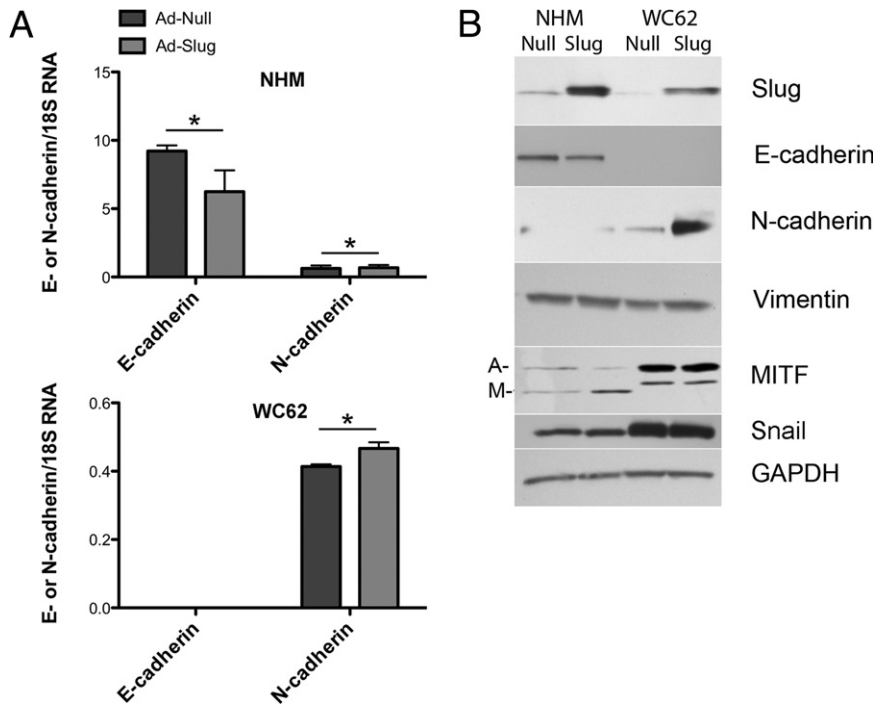 A
Ad-Null
Ad-Slug
NHM
E- or N-cadherin/18S RNA
15
10
5
0
*
*
E-cadherin
N-cadherin
WC62
E- or N-cadherin/18S RNA
0.6
0.4
0.2
0.0
*
E-cadherin
N-cadherin
B
NHM WC62
Null Slug Null Slug
Slug
E-cadherin
N-cadherin
Vimentin
A-
M-
MITF
Snail
GAPDH